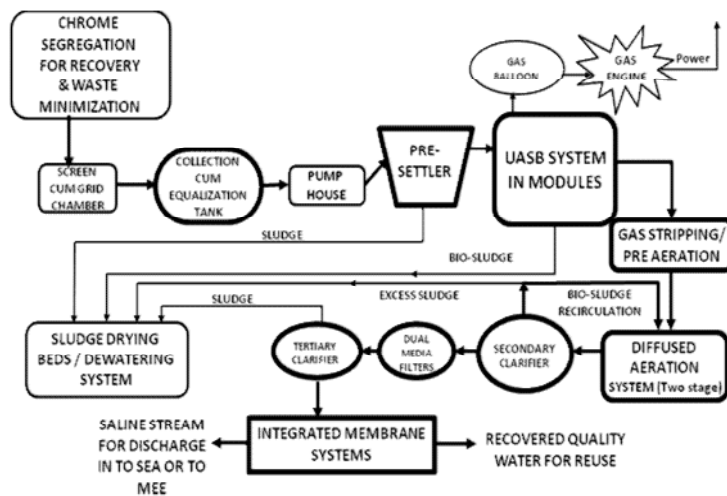 CHROME
SEGREGATION
FOR RECOVERY
& WASTE
MINIMIZATION
GAS
BALLOON
GAS
ENGINE
Power
SCREEN
CUM GRID
CHAMBER
COLLECTION
CUM
EQUALIZATION
TANK
PUMP
HOUSE
PRE-
SETTLER
UASB SYSTEM
IN MODULES
GAS STRIPPING/
PRE AERATION
SLUDGE
BIO-SLUDGE
EXCESS SLUDGE
BIO-SLUDGE
RECIRCULATION
SLUDGE
SLUDGE DRYING
BEDS / DEWATERING
SYSTEM
TERTIARY
CLARIFIER
DUAL
MEDIA
FILTERS
SECONDARY
CLARIFIER
DIFFUSED
AERATION
SYSTEM (Two stage)
SALINE STREAM
FOR DISCHARGE
IN TO SEA OR TO
MEE
INTEGRATED MEMBRANE
SYSTEMS
RECOVERED QUALITY
WATER FOR REUSE